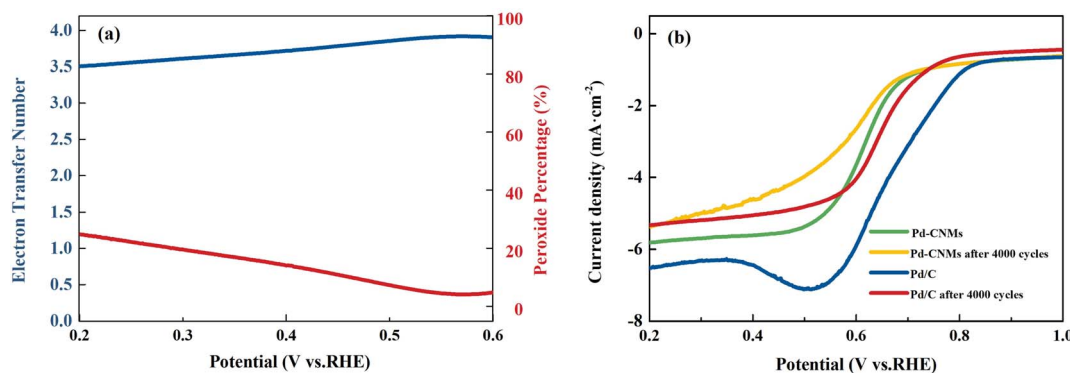 (a)
Electron Transfer Number
4.0
3.5
3.0
2.5
2.0
1.5
1.0
0.5
0.0
100
80
60
40
20
0
Peroxide Percentage (%)
0.2 0.3 0.4 0.5 0.6
Potential (V vs.RHE)
(b)
Current density (mA·cm⁻²)
0
-2
-4
-6
-8
Pd-CNMs
Pd-CNMs after 4000 cycles
Pd/C
Pd/C after 4000 cycles
0.2 0.4 0.6 0.8 1.0
Potential (V vs.RHE)